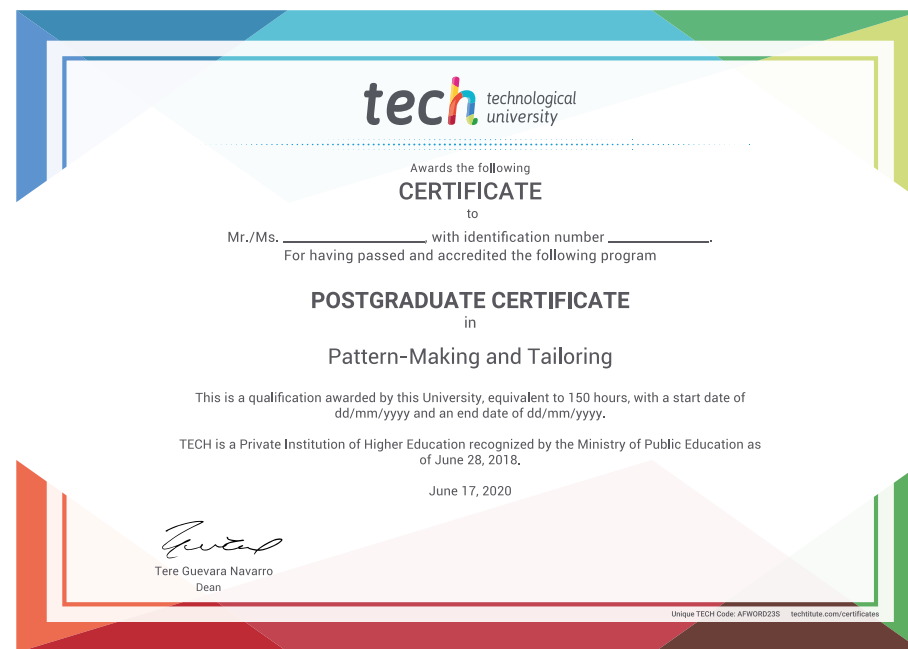 tech technological
university
Awards the following
CERTIFICATE
to
Mr./Ms. ____________________, with identification number ______________.
For having passed and accredited the following program
POSTGRADUATE CERTIFICATE
in
Pattern-Making and Tailoring
This is a qualification awarded by this University, equivalent to 150 hours, with a start date of
dd/mm/yyyy and an end date of dd/mm/yyyy.
TECH is a Private Institution of Higher Education recognized by the Ministry of Public Education as
of June 28, 2018.
June 17, 2020
Tere Guevara Navarro
Dean
Unique TECH Code: AFWORD23S techtitute.com/certificates